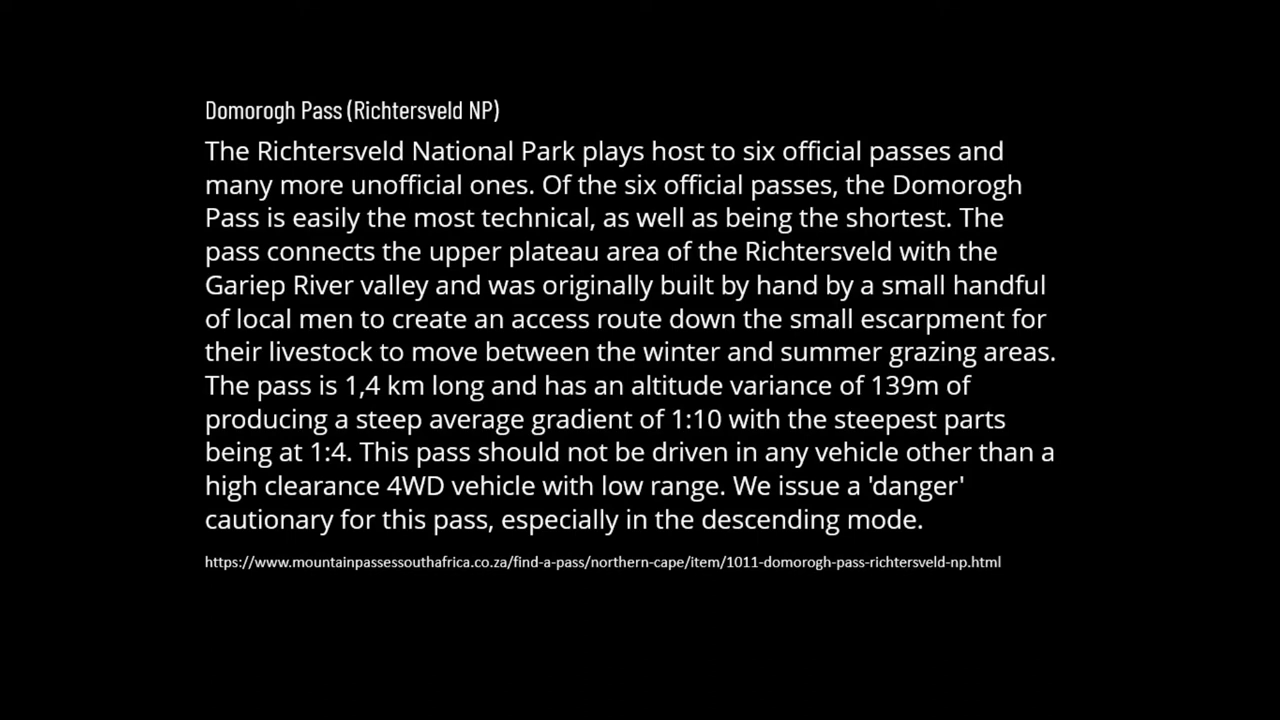 Domorogh Pass (Richtersveld NP)
The Richtersveld National Park plays host to six official passes and
many more unofficial ones. Of the six official passes, the Domorogh
Pass is easily the most technical, as well as being the shortest. The
pass connects the upper plateau area of the Richtersveld with the
Gariep River valley and was originally built by hand by a small handful
of local men to create an access route down the small escarpment for
their livestock to move between the winter and summer grazing areas.
The pass is 1,4 km long and has an altitude variance of 139m of
producing a steep average gradient of 1:10 with the steepest parts
being at 1:4. This pass should not be driven in any vehicle other than a
high clearance 4WD vehicle with low range. We issue a 'danger'
cautionary for this pass, especially in the descending mode.
https://www.mountainpassessouthafrica.co.za/find-a-pass/northern-cape/item/1011-domorogh-pass-richtersveld-np.html